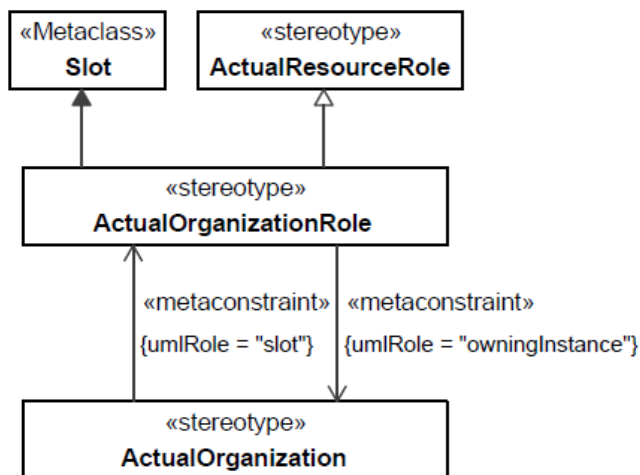 «Metaclass»
Slot
«stereotype»
ActualResourceRole
«stereotype»
ActualOrganizationRole
«metaconstraint»
{umlRole = "slot"}
«metaconstraint»
{umlRole = "owningInstance"}
«stereotype»
ActualOrganization